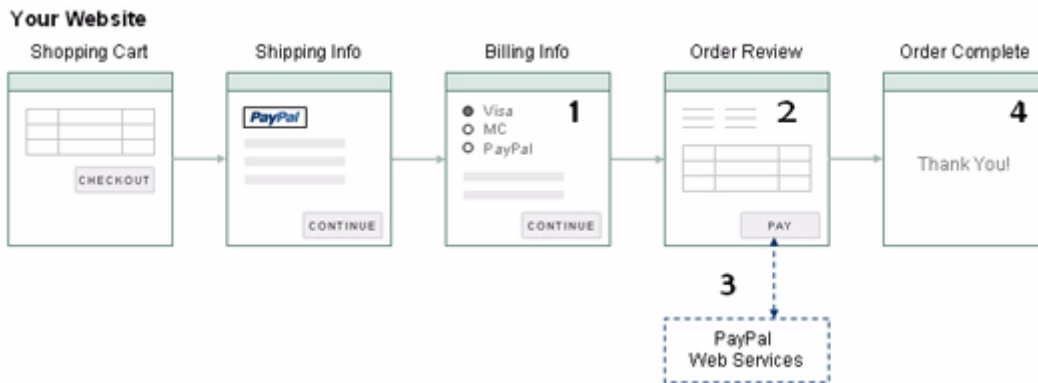 Your Website
Shopping Cart
Shipping Info
Billing Info
Order Review
Order Complete
CHECKOUT
PayPal
CONTINUE
Visa
MC
PayPal
1
CONTINUE
2
PAY
4
Thank You!
3
PayPal
Web Services